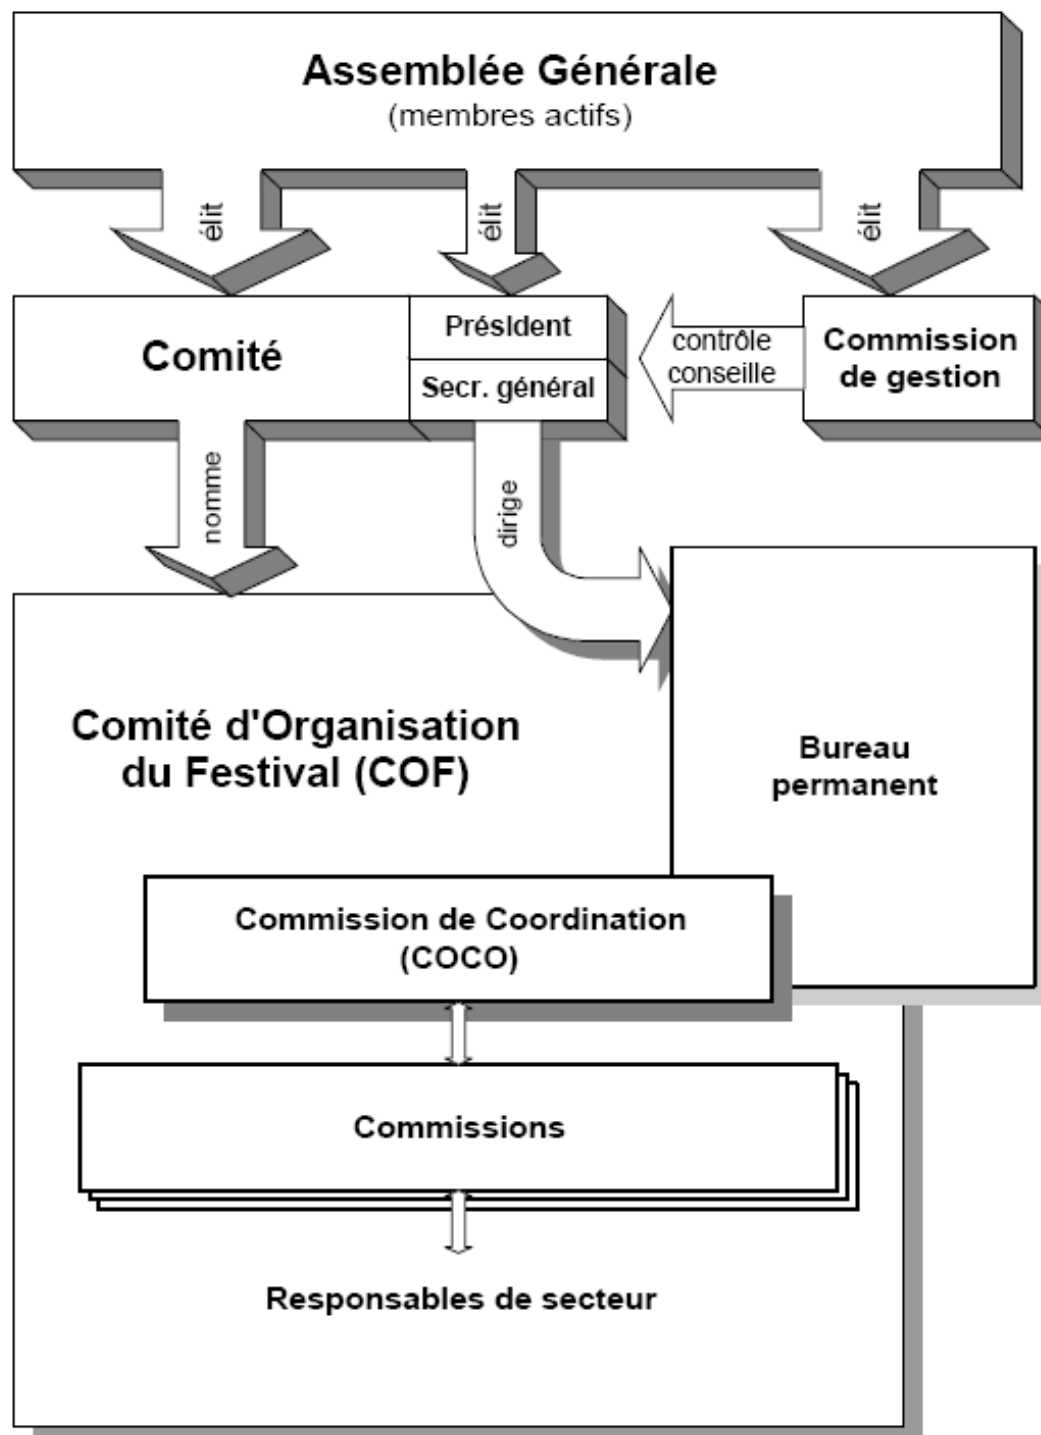 Assemblée Générale
(membres actifs)
élit
élit
élit
Comité
Président
Secr. général
contrôle
conseille
Commission
de gestion
nomme
dirige
Comité d'Organisation
du Festival (COF)
Bureau
permanent
Commission de Coordination
(COCO)
Commissions
Responsables de secteur